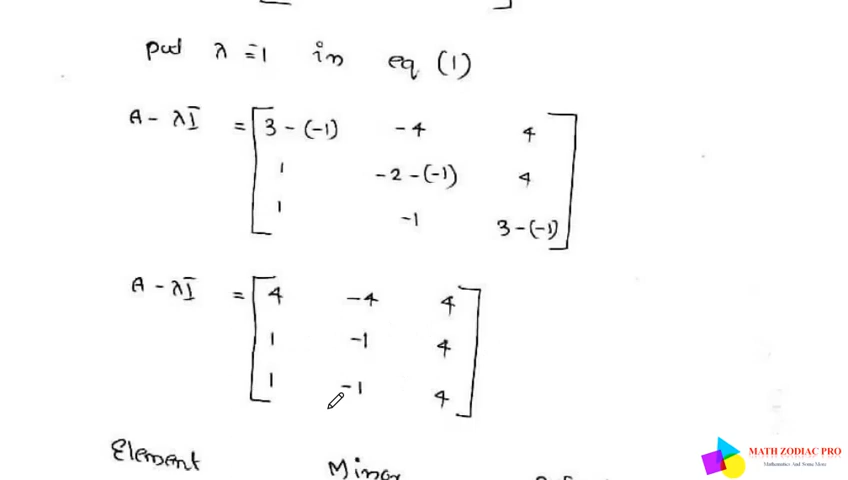 put λ = -1 in eq (1)
A - λI = [ 3 - (-1) -4 4
1 -2 - (-1) 4
1 -1 3 - (-1) ]
A - λI = [ 4 -4 4
1 -1 4
1 -1 4 ]
Element Minor
MATH ZODIAC PRO
Mathematics And Some More